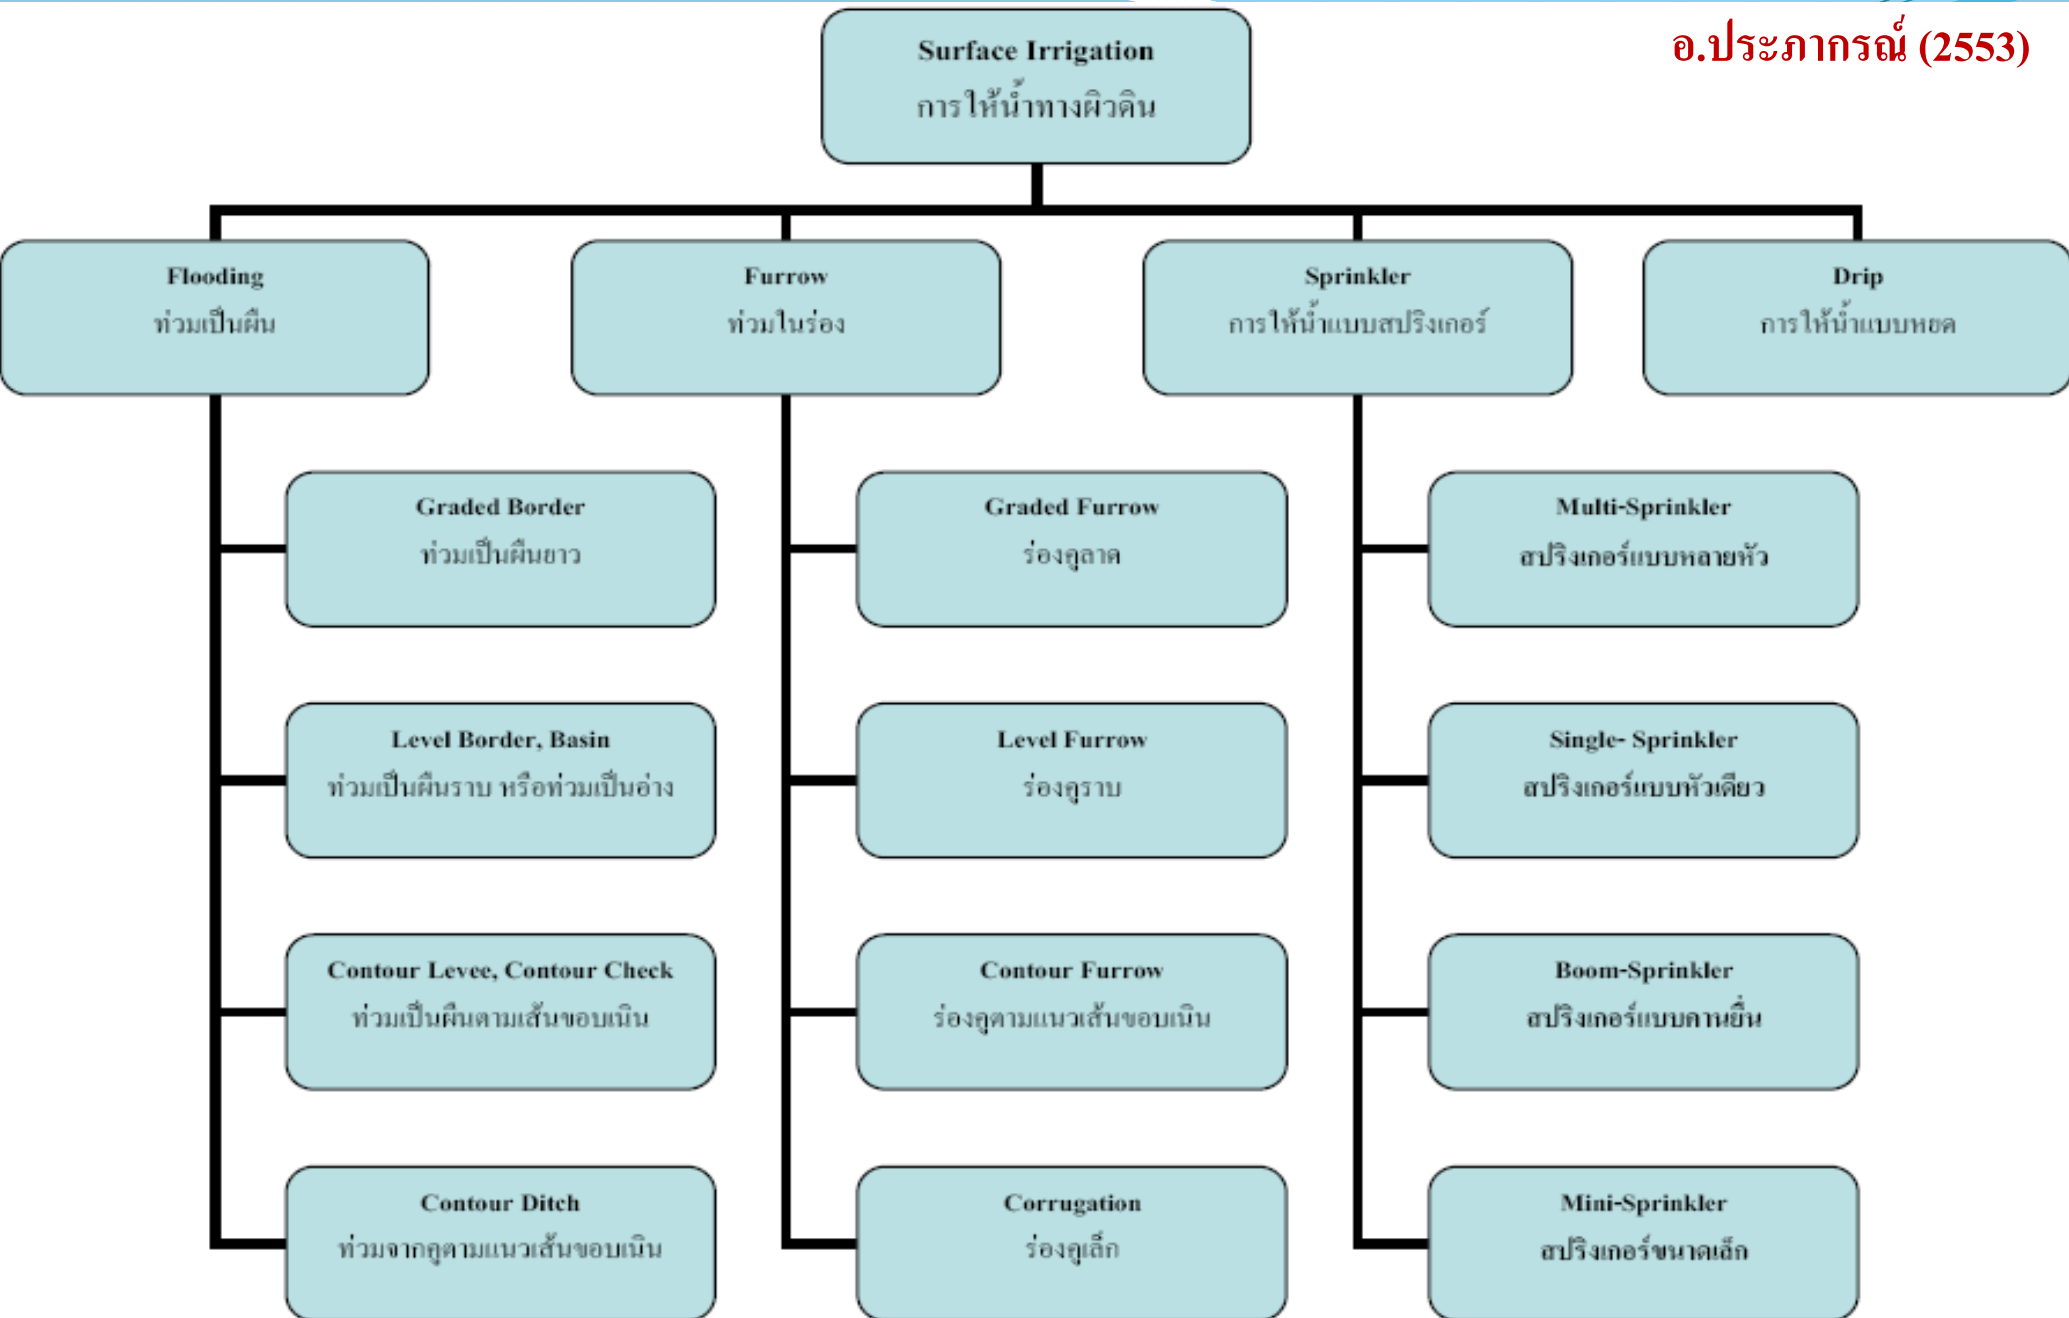 อ.ประภากรณ์ (2553)
Surface Irrigation
การให้น้ำทางผิวดิน
Flooding
ท่วมเป็นผืน
Furrow
ท่วมในร่อง
Sprinkler
การให้น้ำแบบสปริงเกอร์
Drip
การให้น้ำแบบหยด
Graded Border
ท่วมเป็นผืนยาว
Graded Furrow
ร่องคูลาด
Multi-Sprinkler
สปริงเกอร์แบบหลายหัว
Level Border, Basin
ท่วมเป็นผืนราบ หรือท่วมเป็นอ่าง
Level Furrow
ร่องคูราบ
Single- Sprinkler
สปริงเกอร์แบบหัวเดียว
Contour Levee, Contour Check
ท่วมเป็นผืนตามเส้นขอบเนิน
Contour Furrow
ร่องคูตามแนวเส้นขอบเนิน
Boom-Sprinkler
สปริงเกอร์แบบคานยื่น
Contour Ditch
ท่วมจากคูตามแนวเส้นขอบเนิน
Corrugation
ร่องคูเล็ก
Mini-Sprinkler
สปริงเกอร์ขนาดเล็ก